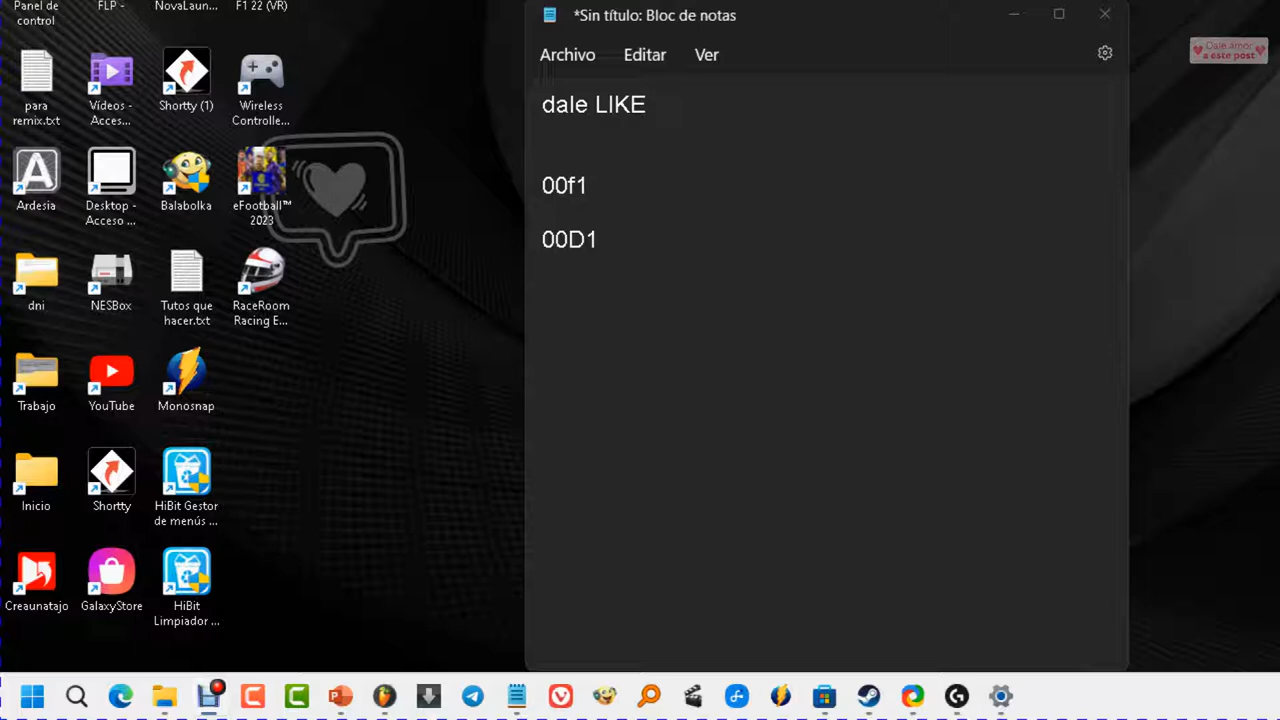 Panel de
control
FLP -
NovaLaun...
F1 22 (VR)
para
remix.txt
Vídeos -
Acces...
Shortty (1)
Wireless
Controlle...
Ardesia
Desktop -
Acceso ...
Balabolka
eFootball™
2023
dni
NESBox
Tutos que
hacer.txt
RaceRoom
Racing E...
Trabajo
YouTube
Monosnap
Inicio
Shortty
HiBit Gestor
de menús ...
Creaunatajo
GalaxyStore
HiBit
Limpiador ...
*Sin título: Bloc de notas
Archivo Editar Ver
dale LIKE
00f1
00D1
Dale amor
a este post